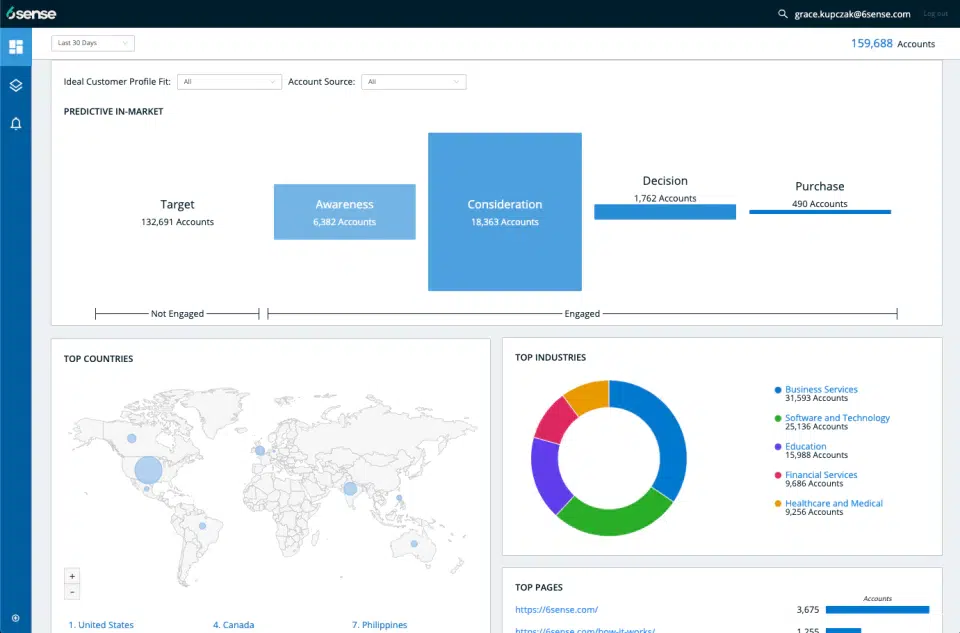 6sense
grace.kupczak@6sense.com
Log out
Last 30 Days
159,688 Accounts
Ideal Customer Profile Fit:
All
Account Source:
All
PREDICTIVE IN-MARKET
Target
132,691 Accounts
Awareness
6,382 Accounts
Consideration
18,363 Accounts
Decision
1,762 Accounts
Purchase
490 Accounts
Not Engaged
Engaged
TOP COUNTRIES
+
-
1. United States
4. Canada
7. Philippines
TOP INDUSTRIES
Business Services
31,593 Accounts
Software and Technology
25,136 Accounts
Education
15,988 Accounts
Financial Services
9,686 Accounts
Healthcare and Medical
9,256 Accounts
TOP PAGES
Accounts
https://6sense.com/
3,675
https://6sense.com/how-it-works/
1,255